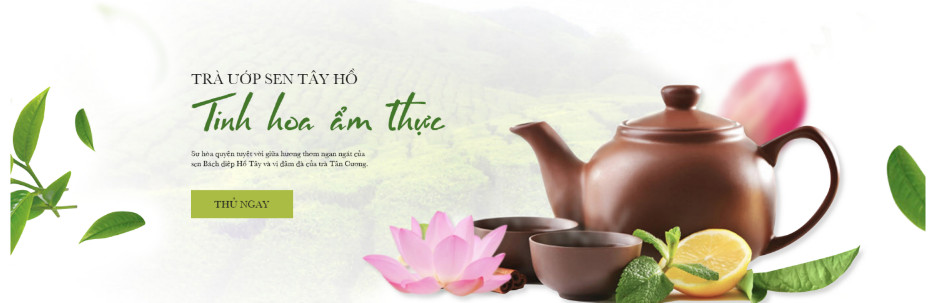 TRÀ ƯỚP SEN TÂY HỒ
Tinh hoa ẩm thực
Sự hòa quyện tuyệt vời giữa hương thơm ngan ngát của
sen Bách diệp Hồ Tây và vị đậm đà của trà Tân Cương.
THỬ NGAY